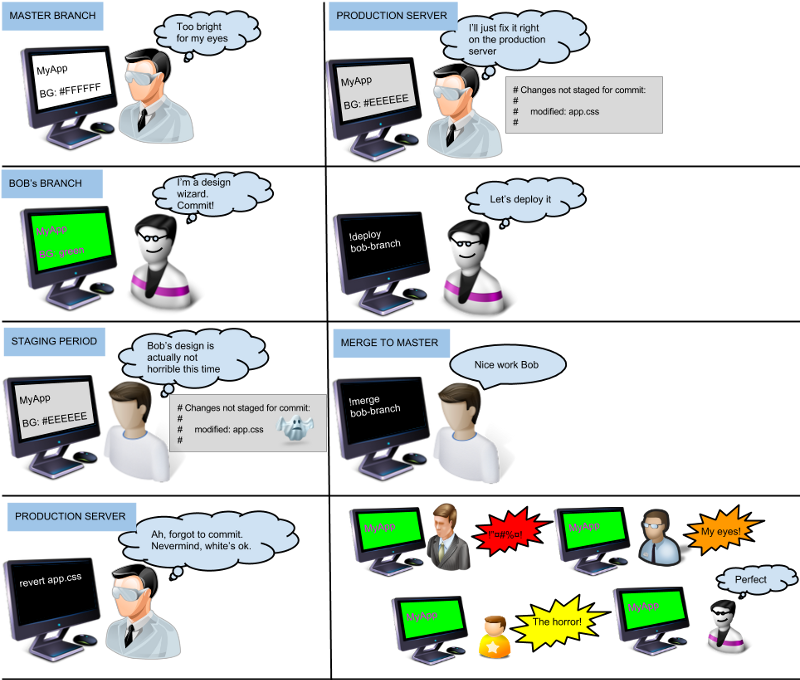 MASTER BRANCH
Too bright
for my eyes
MyApp
BG: #FFFFFF
PRODUCTION SERVER
I'll just fix it right
on the production
server
MyApp
BG: #EEEEEE
# Changes not staged for commit:
#
# modified: app.css
#
BOB's BRANCH
I'm a design
wizard.
Commit!
MyApp
BG: green
Let's deploy it
!deploy
bob-branch
STAGING PERIOD
Bob's design is
actually not
horrible this time
MyApp
BG: #EEEEEE
# Changes not staged for commit:
#
# modified: app.css
#
MERGE TO MASTER
Nice work Bob
!merge
bob-branch
PRODUCTION SERVER
Ah, forgot to commit.
Nevermind, white's ok.
revert app.css
MyApp
MyApp
My eyes!
MyApp
The horror!
MyApp
Perfect